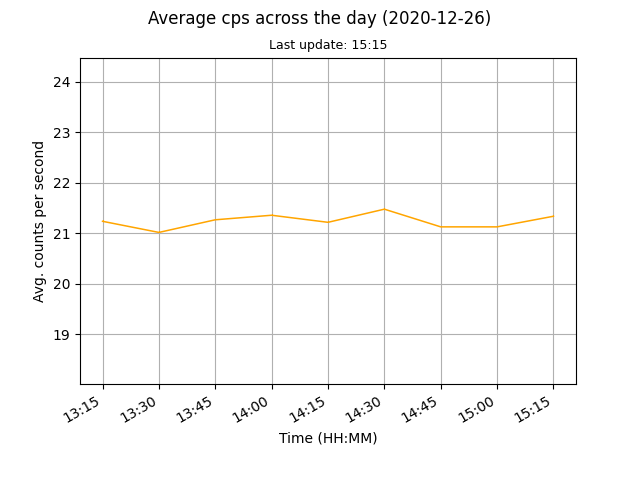 Average cps across the day (2020-12-26)
Last update: 15:15
24
23
22
21
20
19
Avg. counts per second
13:15 13:30 13:45 14:00 14:15 14:30 14:45 15:00 15:15
Time (HH:MM)